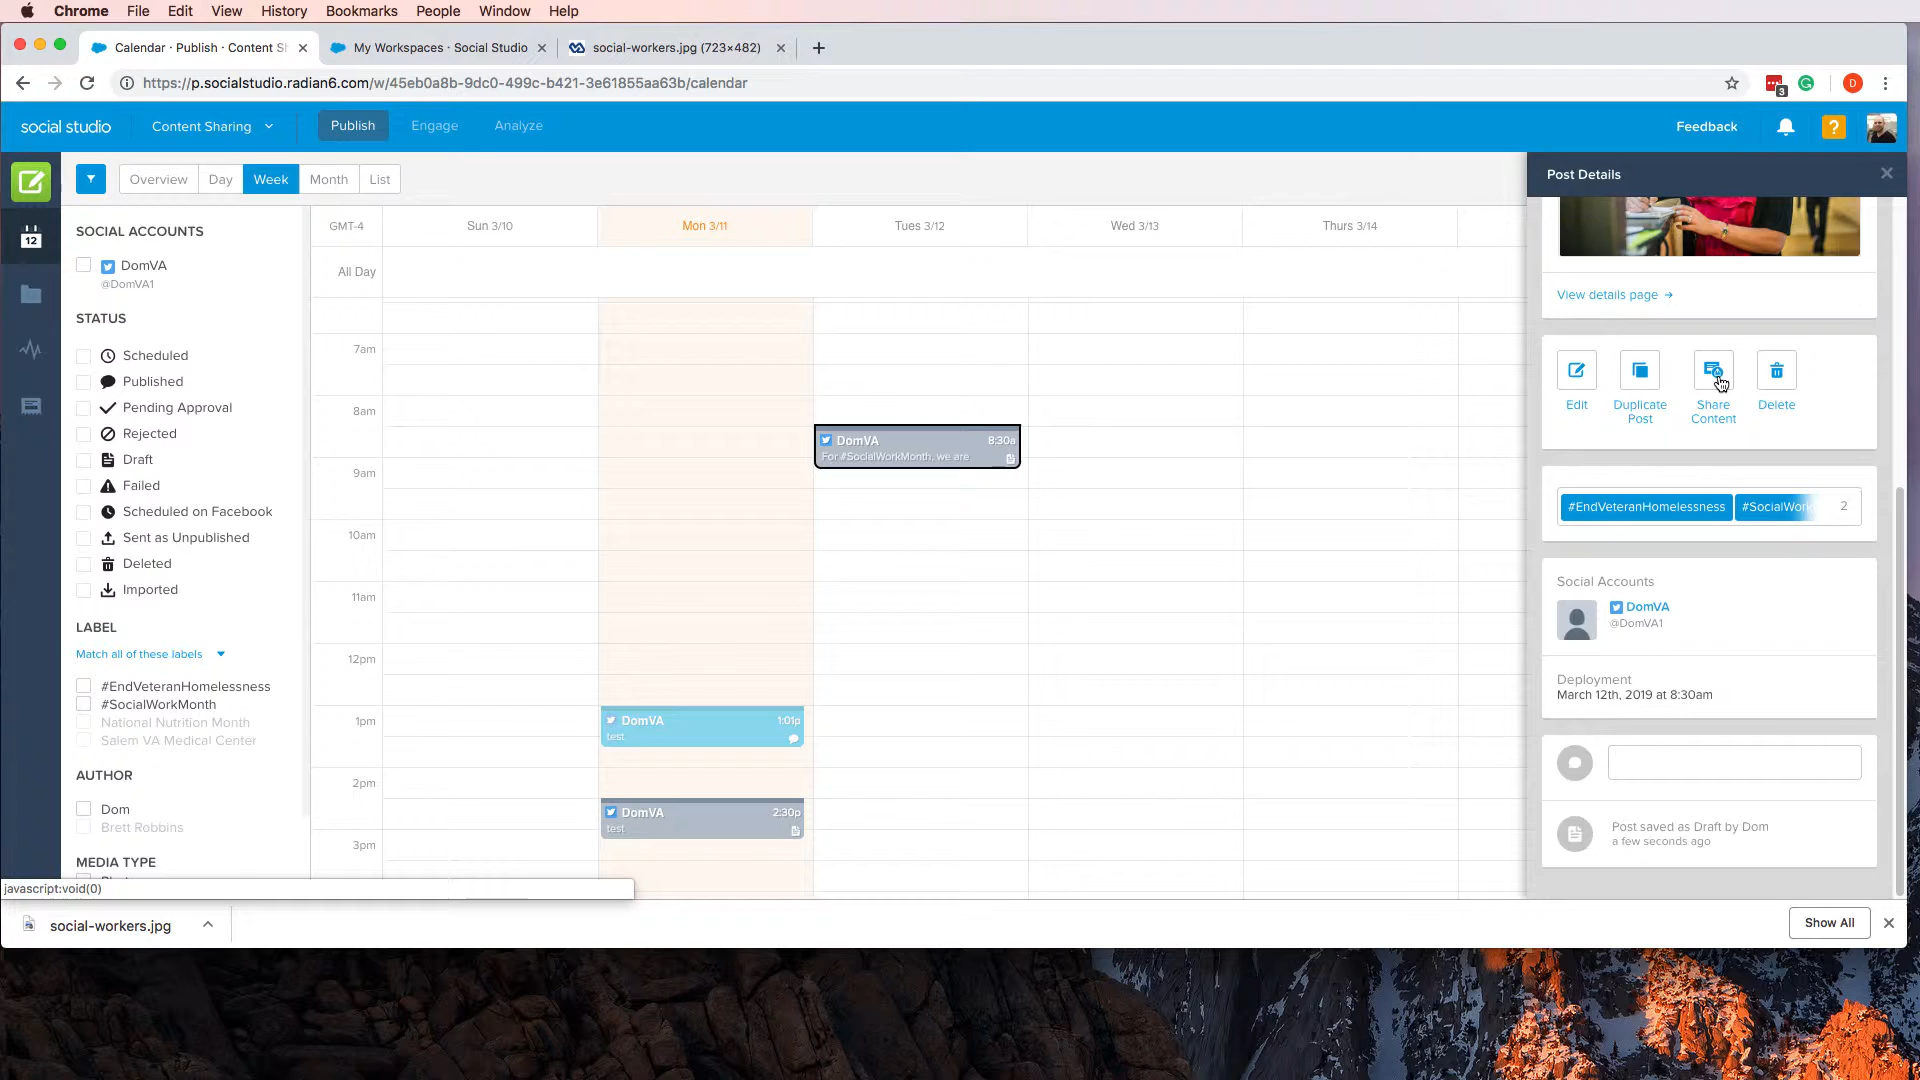 Chrome File Edit View History Bookmarks People Window Help
Calendar · Publish · Content S
My Workspaces · Social Studio
social-workers.jpg (723×482)
https://p.socialstudio.radian6.com/w/45eb0a8b-9dc0-499c-b421-3e61855aa63b/calendar
3
D
social studio
Content Sharing
Publish
Engage
Analyze
Feedback
?
Overview
Day
Week
Month
List
Post Details
12
SOCIAL ACCOUNTS
DomVA
@DomVA1
STATUS
Scheduled
Published
Pending Approval
Rejected
Draft
Failed
Scheduled on Facebook
Sent as Unpublished
Deleted
Imported
LABEL
Match all of these labels
#EndVeteranHomelessness
#SocialWorkMonth
National Nutrition Month
Salem VA Medical Center
AUTHOR
Dom
Brett Robbins
MEDIA TYPE
GMT-4
Sun 3/10
Mon 3/11
Tues 3/12
Wed 3/13
Thurs 3/14
All Day
7am
8am
9am
10am
11am
12pm
1pm
2pm
3pm
DomVA 8:30a
For #SocialWorkMonth, we are
DomVA 1:01p
test
DomVA 2:30p
test
View details page
Edit
Duplicate Post
Share Content
Delete
#EndVeteranHomelessness
#SocialWor
2
Social Accounts
DomVA
@DomVA1
Deployment
March 12th, 2019 at 8:30am
Post saved as Draft by Dom
a few seconds ago
javascript:void(0)
social-workers.jpg
Show All